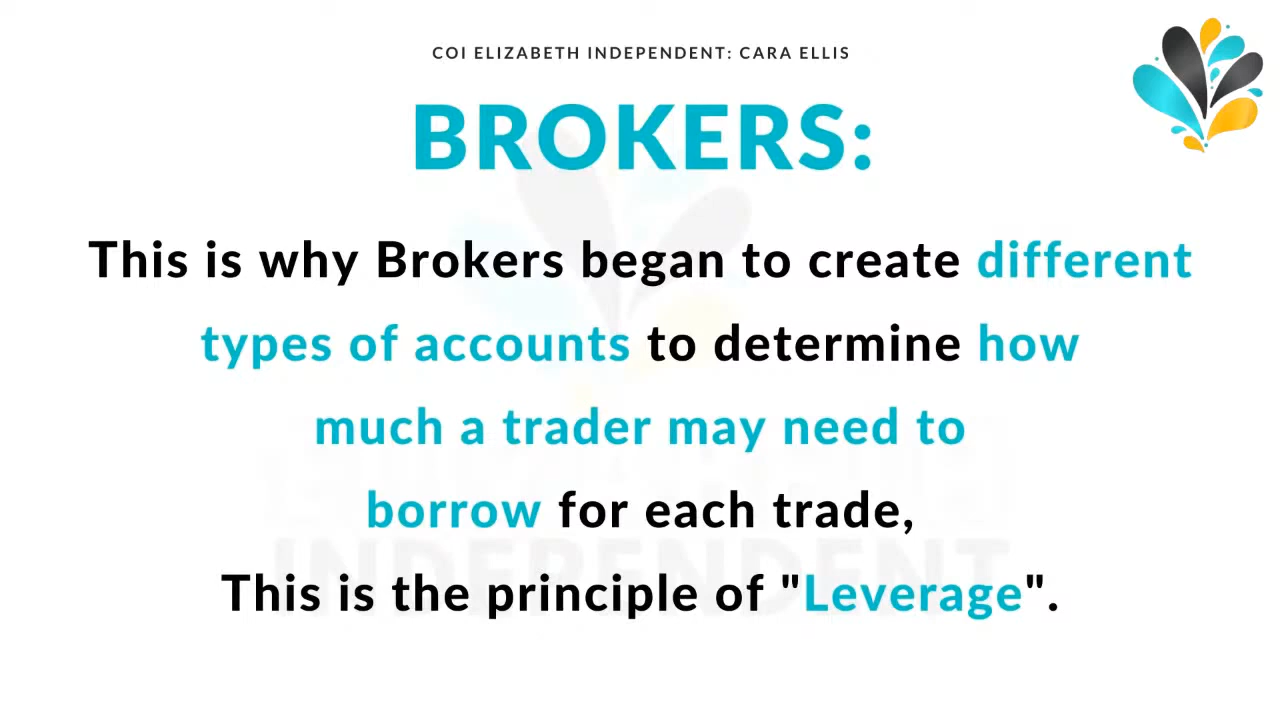 COI ELIZABETH INDEPENDENT: CARA ELLIS
BROKERS:
This is why Brokers began to create different
types of accounts to determine how
much a trader may need to
borrow for each trade,
INDEPENDENT
This is the principle of "Leverage".